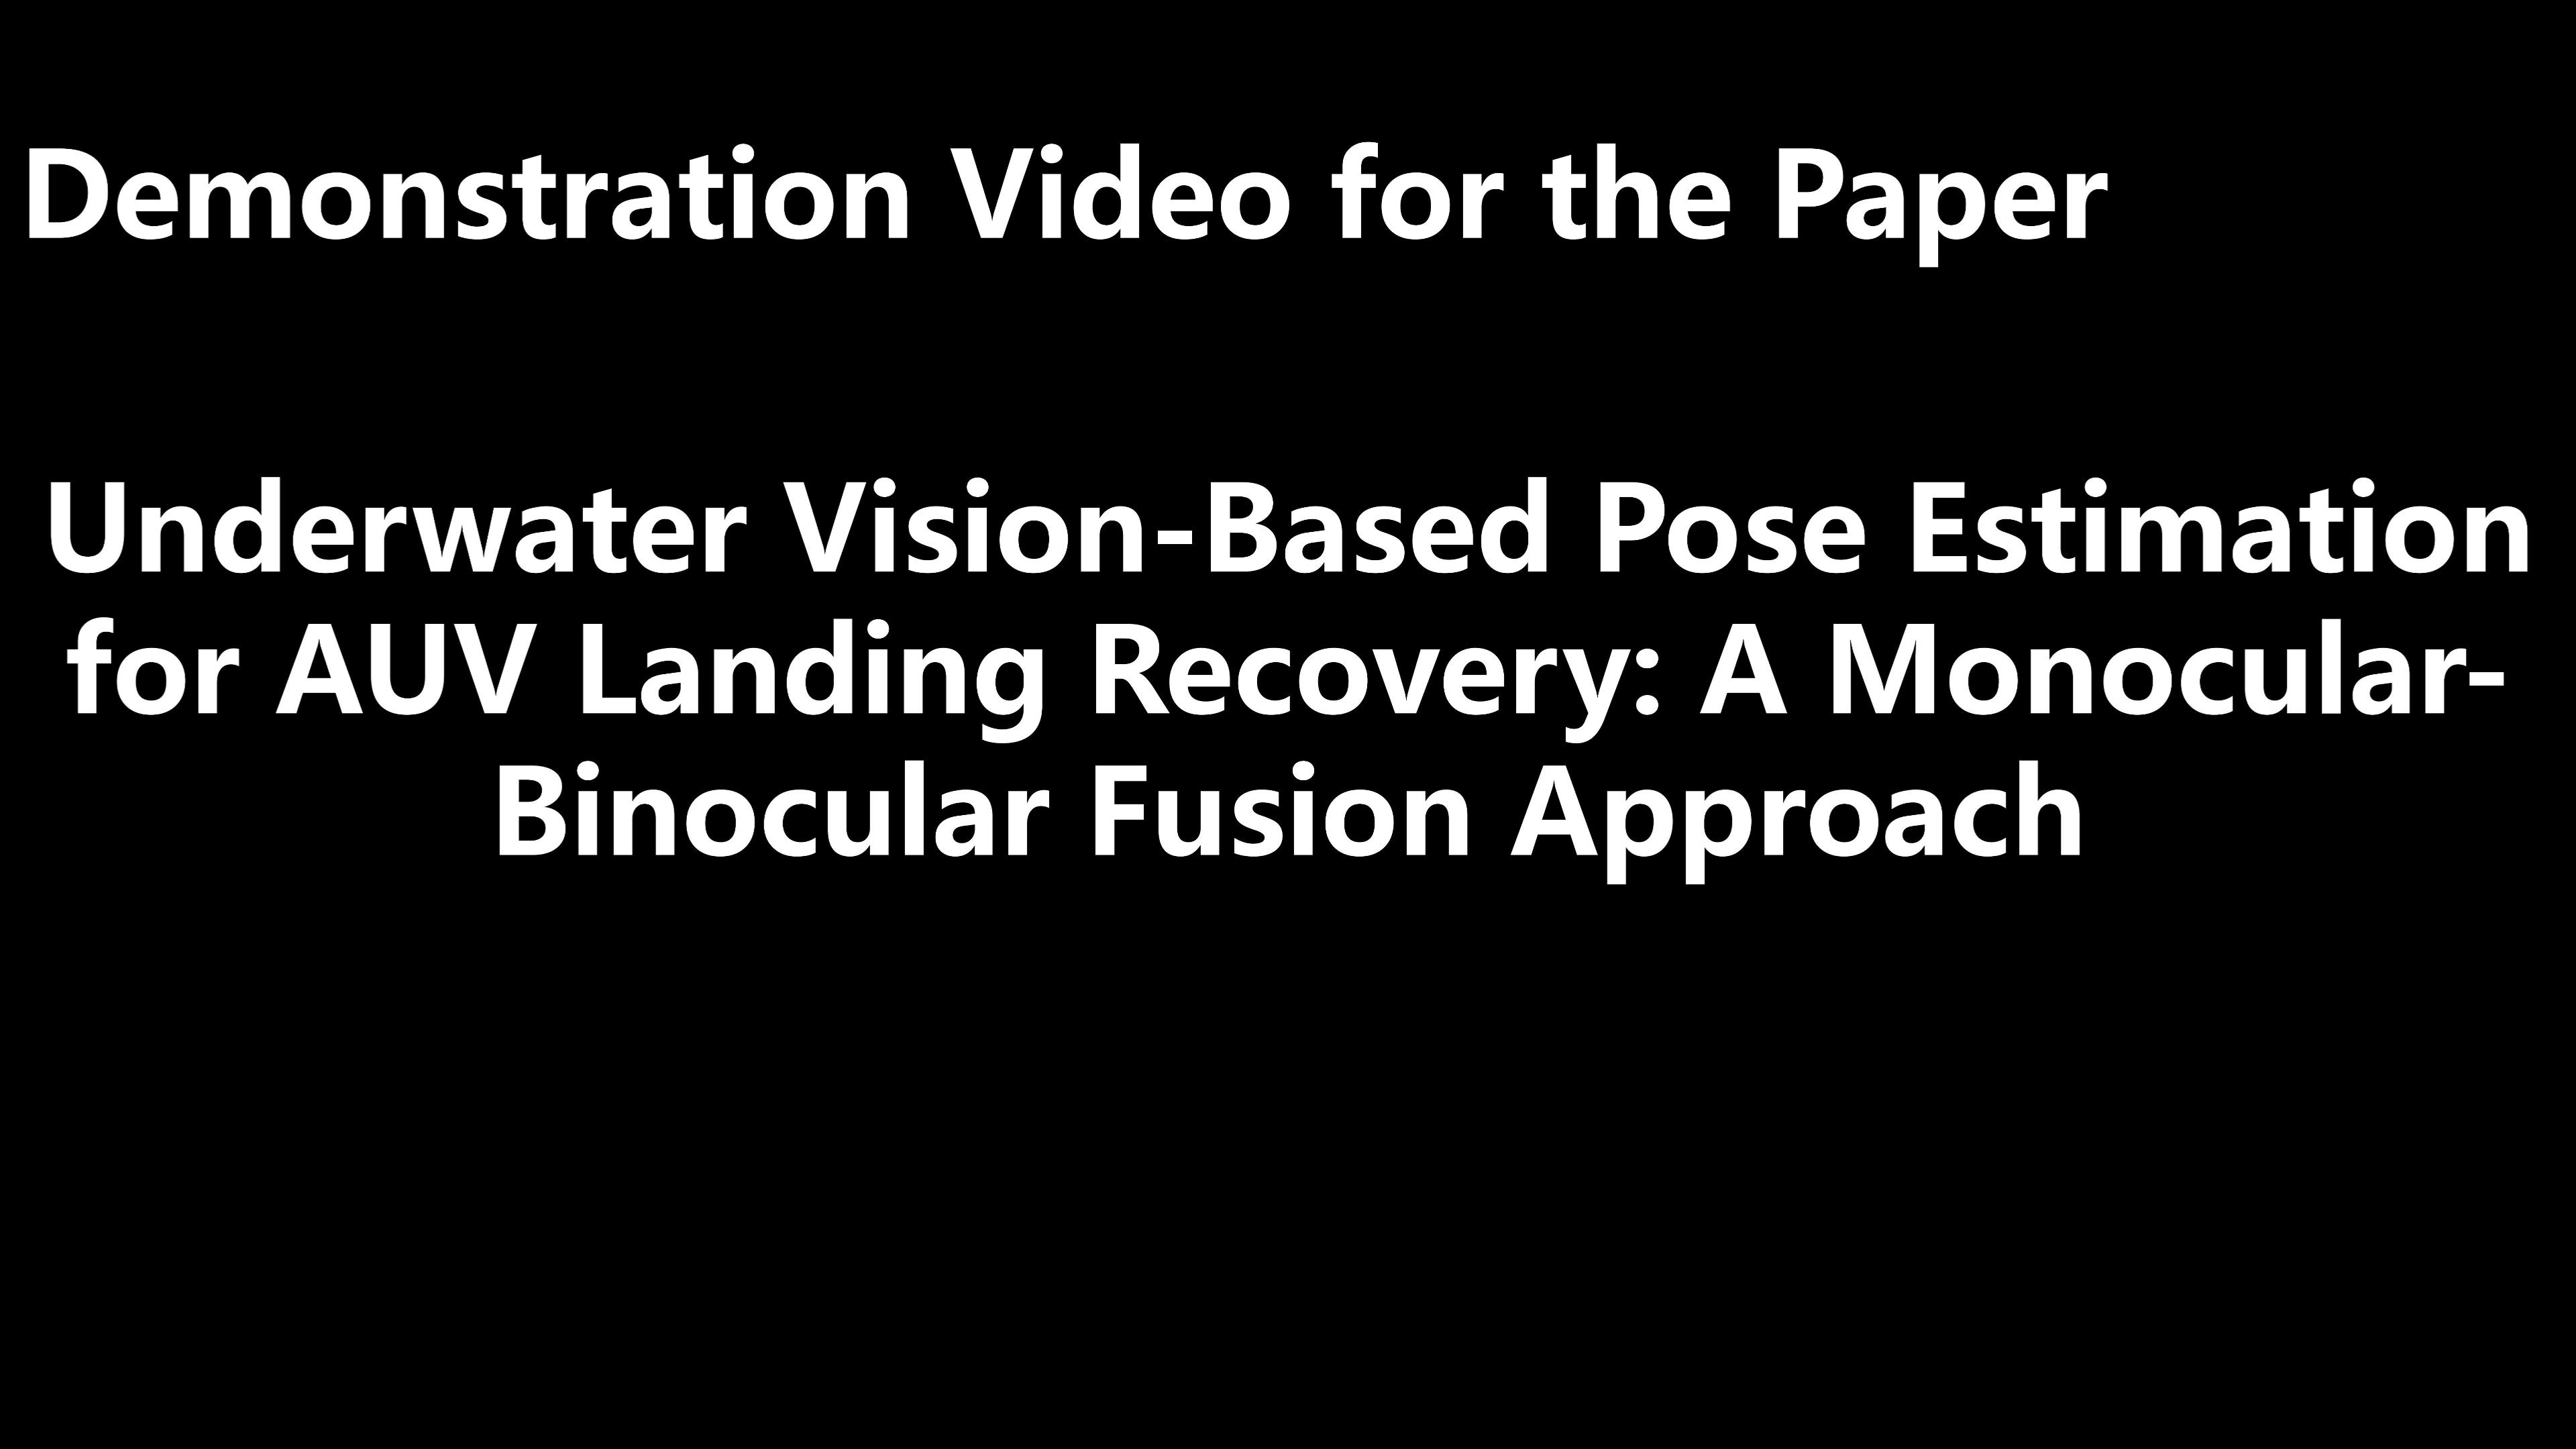 Demonstration Video for the Paper
Underwater Vision-Based Pose Estimation
for AUV Landing Recovery: A Monocular-
Binocular Fusion Approach